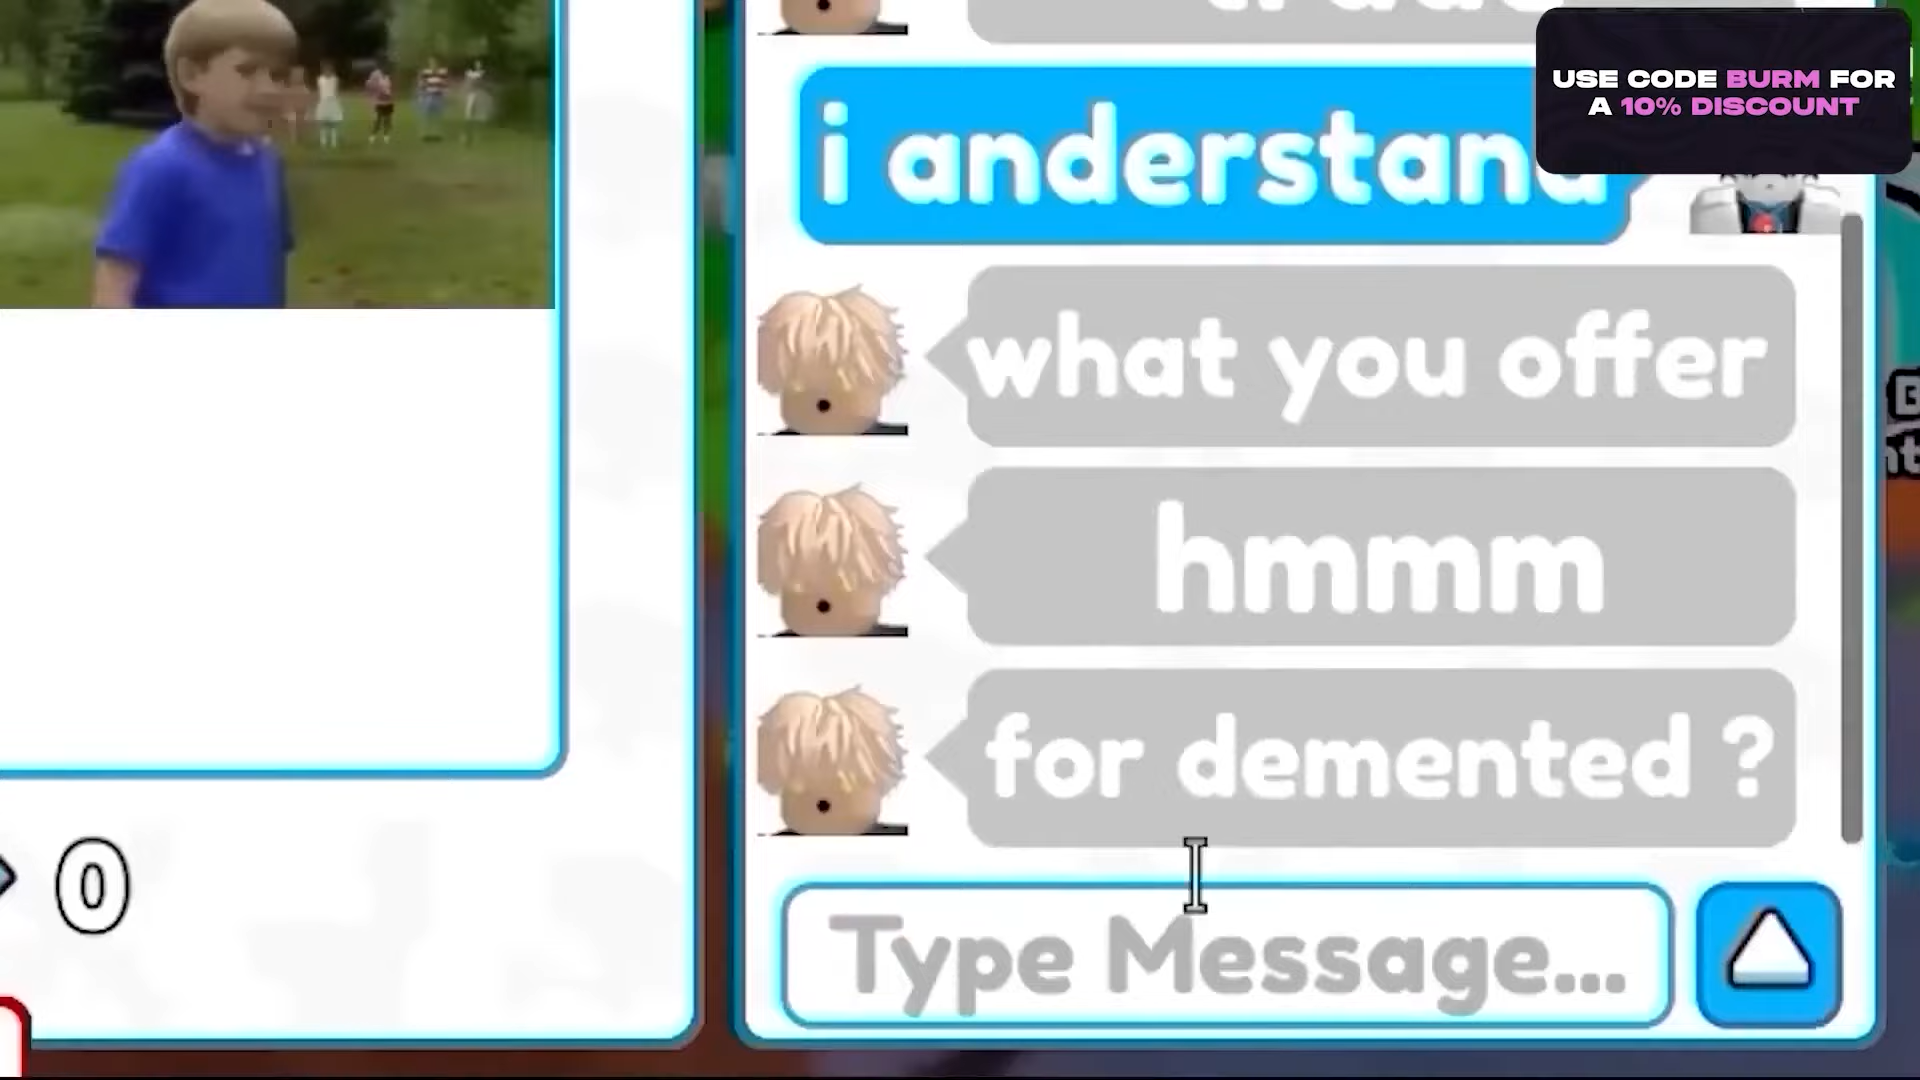 USE CODE BURM FOR
A 10% DISCOUNT
i anderstand
what you offer
hmmm
for demented ?
0
Type Message...